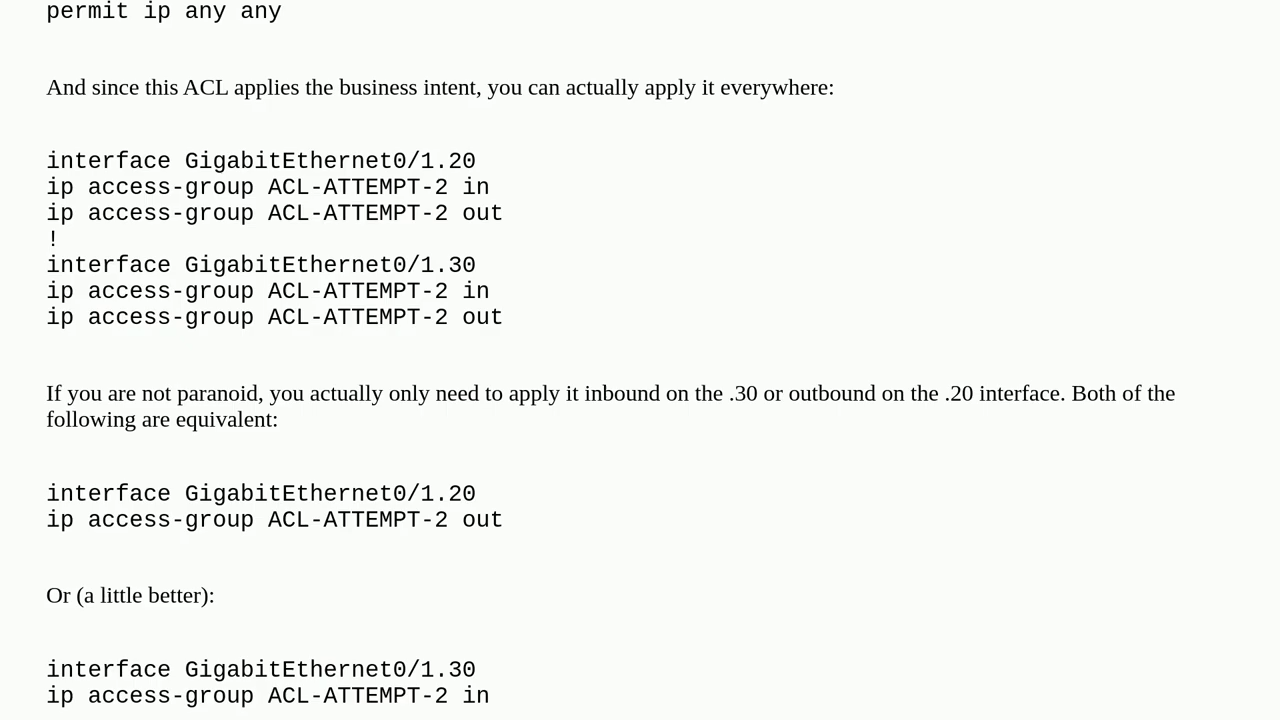 permit ip any any
And since this ACL applies the business intent, you can actually apply it everywhere:
interface GigabitEthernet0/1.20
ip access-group ACL-ATTEMPT-2 in
ip access-group ACL-ATTEMPT-2 out
!
interface GigabitEthernet0/1.30
ip access-group ACL-ATTEMPT-2 in
ip access-group ACL-ATTEMPT-2 out
If you are not paranoid, you actually only need to apply it inbound on the .30 or outbound on the .20 interface. Both of the
following are equivalent:
interface GigabitEthernet0/1.20
ip access-group ACL-ATTEMPT-2 out
Or (a little better):
interface GigabitEthernet0/1.30
ip access-group ACL-ATTEMPT-2 in